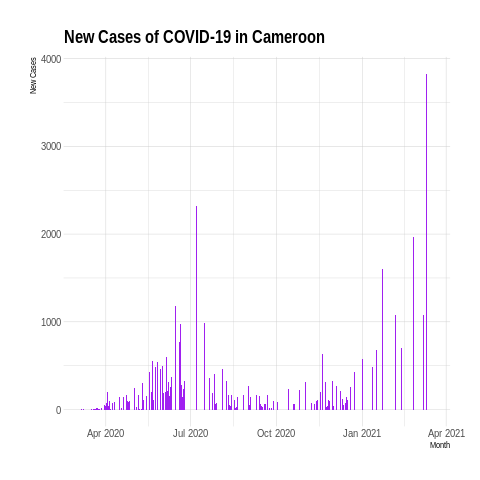 New Cases of COVID-19 in Cameroon
New Cases
4000
3000
2000
1000
0
Apr 2020 Jul 2020 Oct 2020 Jan 2021 Apr 2021
Month